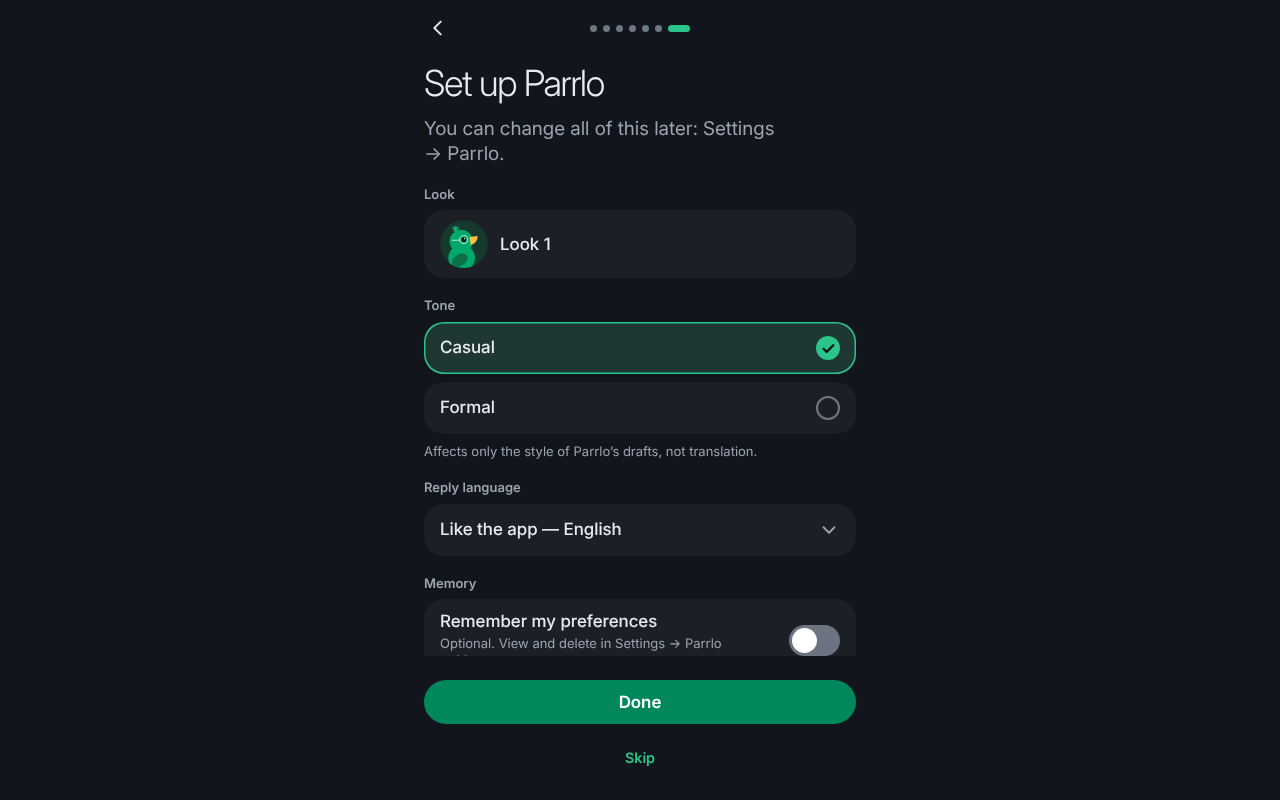 Set up Parrlo
You can change all of this later: Settings
→ Parrlo.
Look
Look 1
Tone
Casual
Formal
Affects only the style of Parrlo’s drafts, not translation.
Reply language
Like the app — English
Memory
Remember my preferences
Optional. View and delete in Settings → Parrlo
Done
Skip